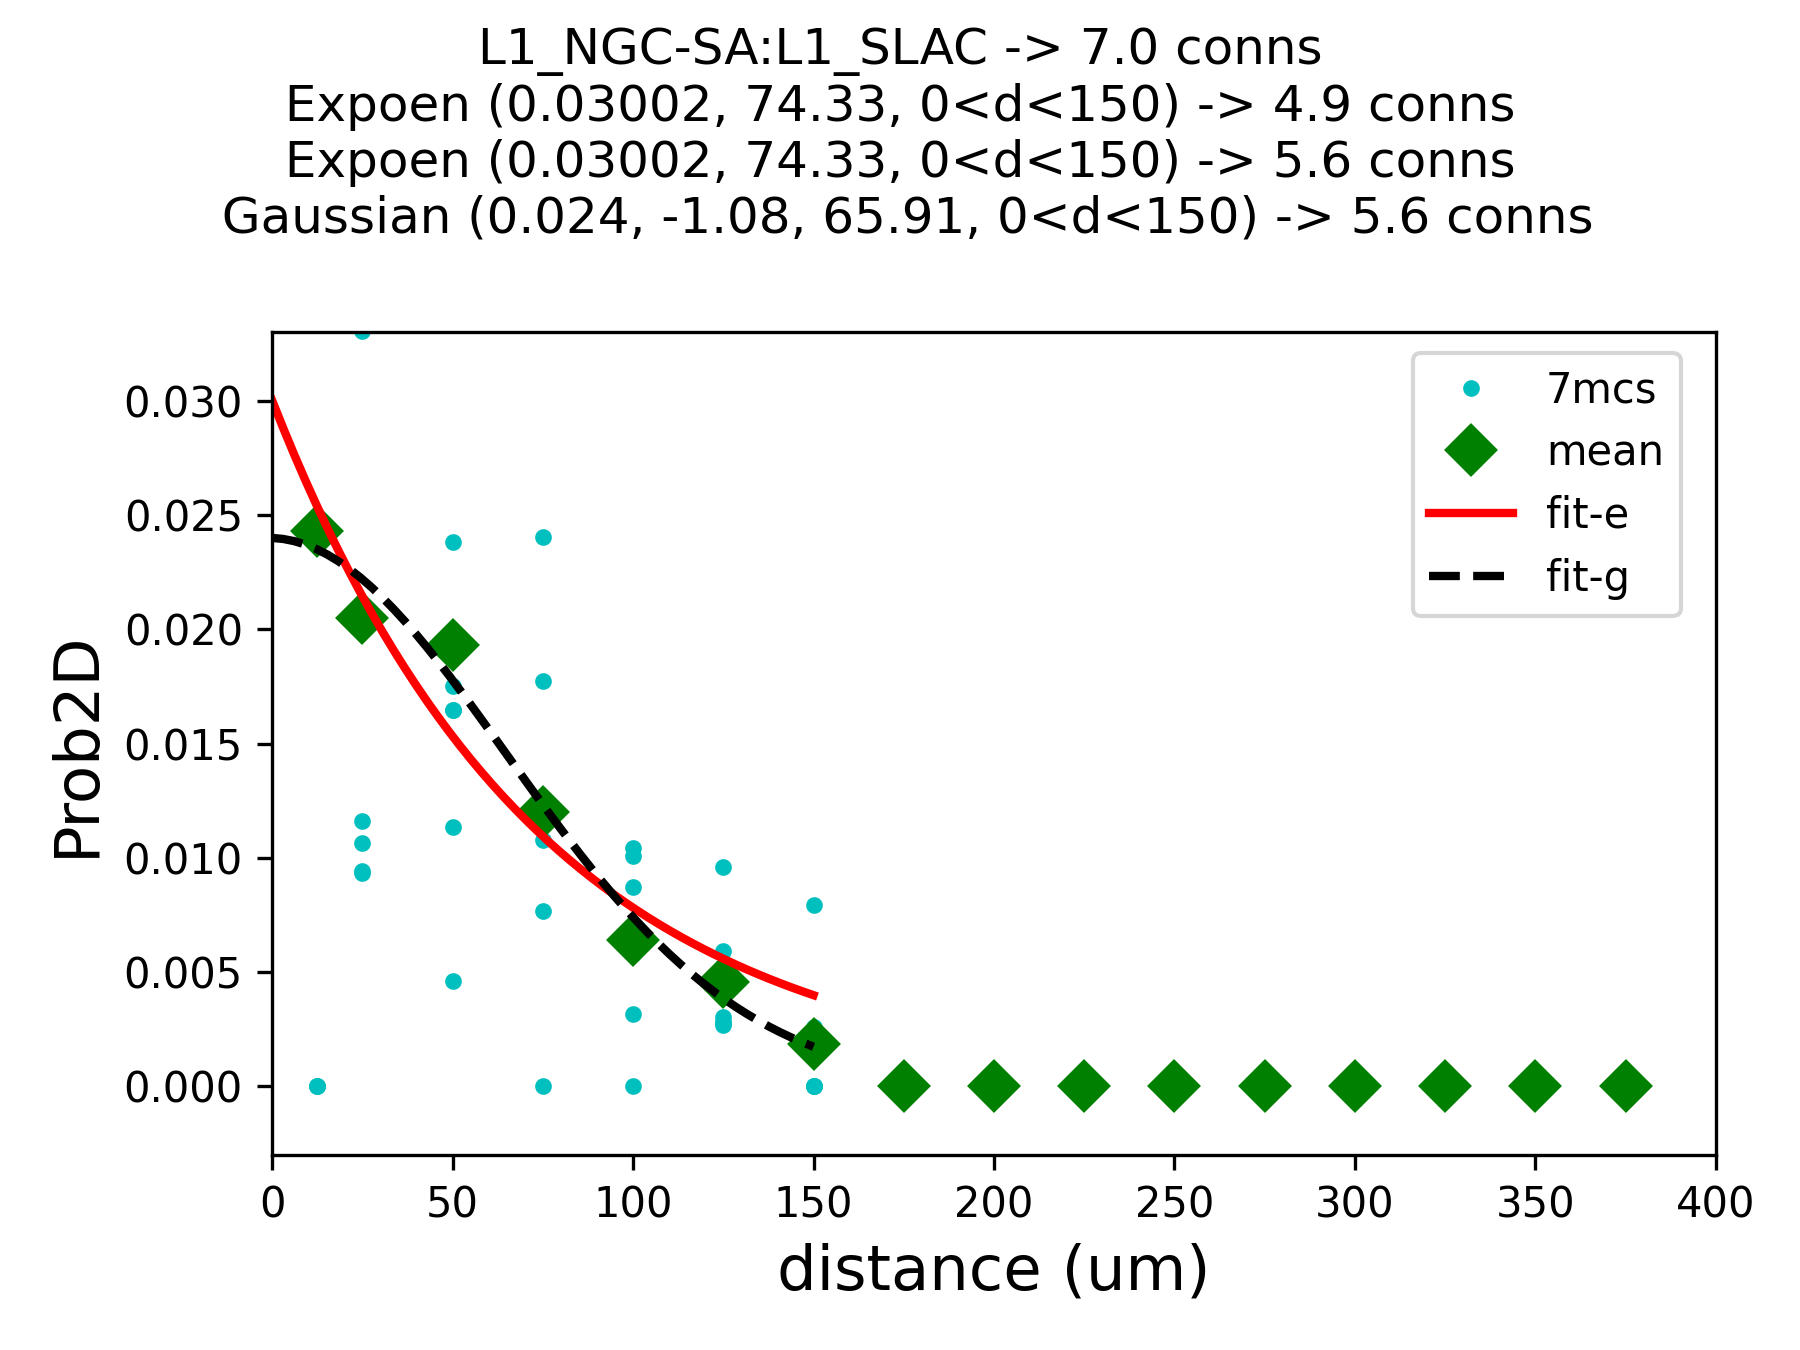 L1_NGC-SA:L1_SLAC -> 7.0 conns
Expoen (0.03002, 74.33, 0<d<150) -> 4.9 conns
Expoen (0.03002, 74.33, 0<d<150) -> 5.6 conns
Gaussian (0.024, -1.08, 65.91, 0<d<150) -> 5.6 conns
7mcs
mean
fit-e
fit-g
Prob2D
0.030
0.025
0.020
0.015
0.010
0.005
0.000
0 50 100 150 200 250 300 350 400
distance (um)